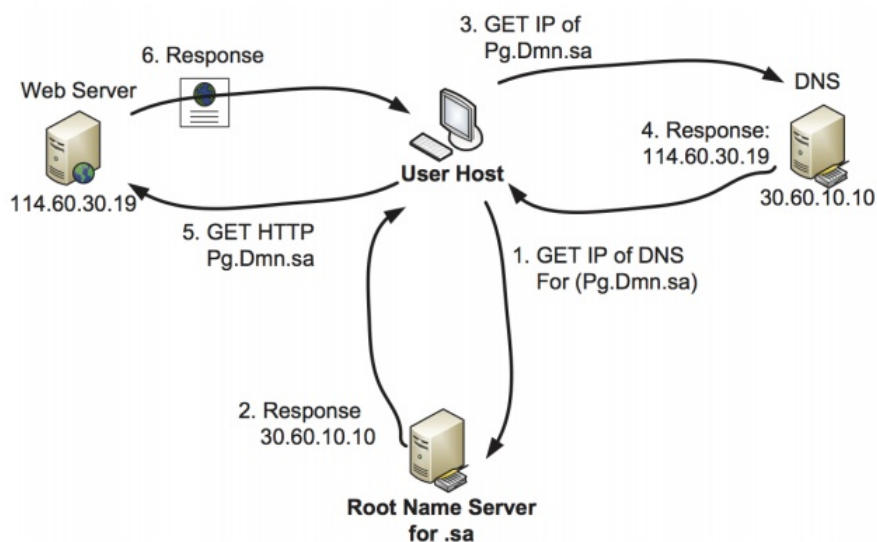 3. GET IP of
Pg.Dmn.sa
6. Response
Web Server
DNS
4. Response:
114.60.30.19
User Host
114.60.30.19
30.60.10.10
5. GET HTTP
Pg.Dmn.sa
1. GET IP of DNS
For (Pg.Dmn.sa)
2. Response
30.60.10.10
Root Name Server
for .sa